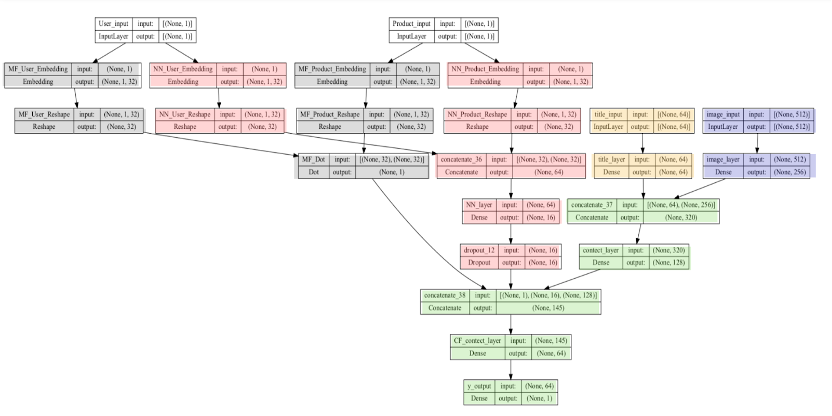 User_input input: [(None, 1)]
InputLayer output: [(None, 1)]
Product_input input: [(None, 1)]
InputLayer output: [(None, 1)]
MF_User_Embedding input: (None, 1)
Embedding output: (None, 1, 32)
NN_User_Embedding input: (None, 1)
Embedding output: (None, 1, 32)
MF_Product_Embedding input: (None, 1)
Embedding output: (None, 1, 32)
NN_Product_Embedding input: (None, 1)
Embedding output: (None, 1, 32)
MF_User_Reshape input: (None, 1, 32)
Reshape output: (None, 32)
NN_User_Reshape input: (None, 1, 32)
Reshape output: (None, 32)
MF_Product_Reshape input: (None, 1, 32)
Reshape output: (None, 32)
NN_Product_Reshape input: (None, 1, 32)
Reshape output: (None, 32)
title_input input: [(None, 64)]
InputLayer output: [(None, 64)]
image_input input: [(None, 512)]
InputLayer output: [(None, 512)]
MF_Dot input: [(None, 32), (None, 32)]
Dot output: (None, 1)
concatenate_36 input: [(None, 32), (None, 32)]
Concatenate output: (None, 64)
title_layer input: (None, 64)
Dense output: (None, 64)
image_layer input: (None, 512)
Dense output: (None, 256)
NN_layer input: (None, 64)
Dense output: (None, 16)
concatenate_37 input: [(None, 64), (None, 256)]
Concatenate output: (None, 320)
dropout_12 input: (None, 16)
Dropout output: (None, 16)
contect_layer input: (None, 320)
Dense output: (None, 128)
concatenate_38 input: [(None, 1), (None, 16), (None, 128)]
Concatenate output: (None, 145)
CF_contect_layer input: (None, 145)
Dense output: (None, 64)
y_output input: (None, 64)
Dense output: (None, 1)